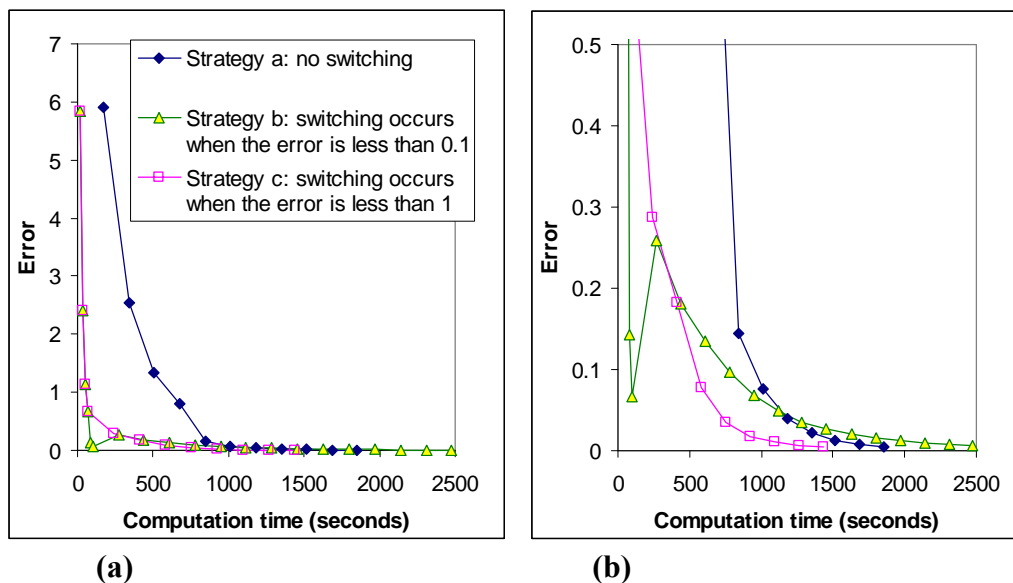 7
6
5
4
3
2
1
0
Error
Strategy a: no switching
Strategy b: switching occurs
when the error is less than 0.1
Strategy c: switching occurs
when the error is less than 1
0 500 1000 1500 2000 2500
Computation time (seconds)
(a)
0.5
0.4
0.3
0.2
0.1
0
Error
0 500 1000 1500 2000 2500
Computation time (seconds)
(b)